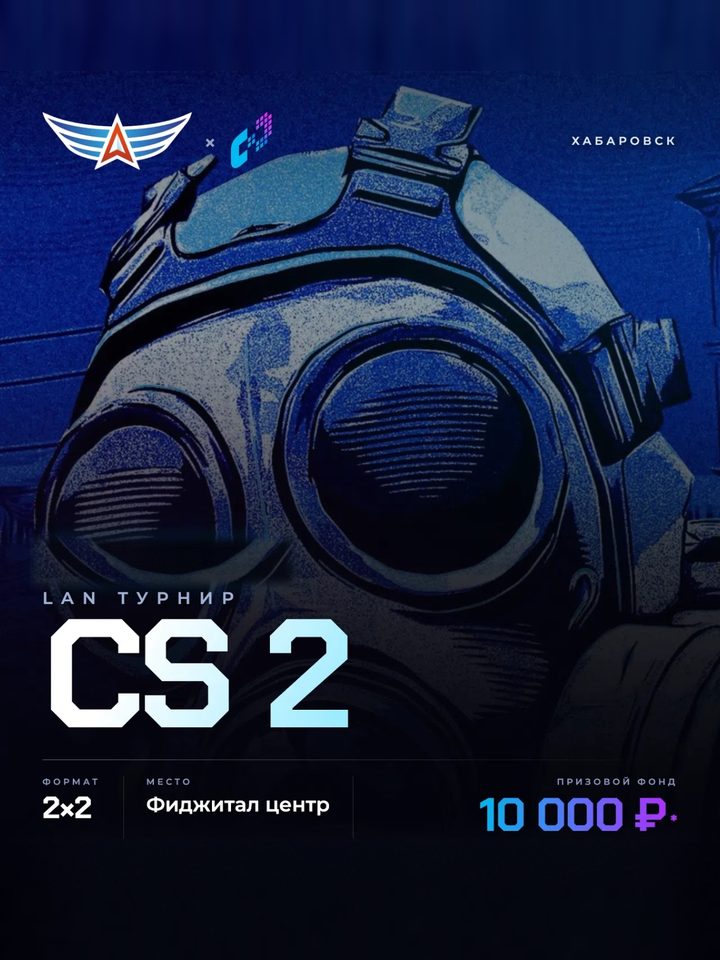 ×
ХАБАРОВСК
LAN ТУРНИР
CS 2
ФОРМАТ
2×2
МЕСТО
Фиджитал центр
ПРИЗОВОЙ ФОНД
10 000 ₽*